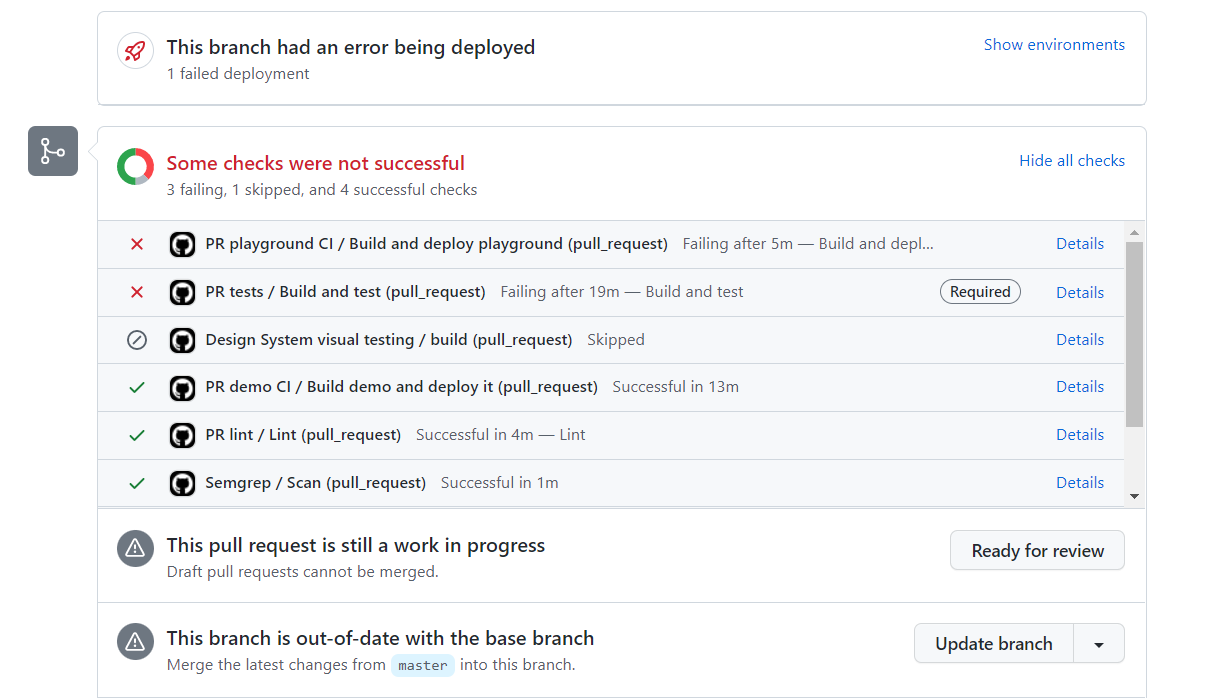 This branch had an error being deployed
Show environments
1 failed deployment
Some checks were not successful
Hide all checks
3 failing, 1 skipped, and 4 successful checks
PR playground CI / Build and deploy playground (pull_request) Failing after 5m — Build and depl... Details
PR tests / Build and test (pull_request) Failing after 19m — Build and test Required Details
Design System visual testing / build (pull_request) Skipped Details
PR demo CI / Build demo and deploy it (pull_request) Successful in 13m Details
PR lint / Lint (pull_request) Successful in 4m — Lint Details
Semgrep / Scan (pull_request) Successful in 1m Details
This pull request is still a work in progress
Ready for review
Draft pull requests cannot be merged.
This branch is out-of-date with the base branch
Update branch
Merge the latest changes from master into this branch.